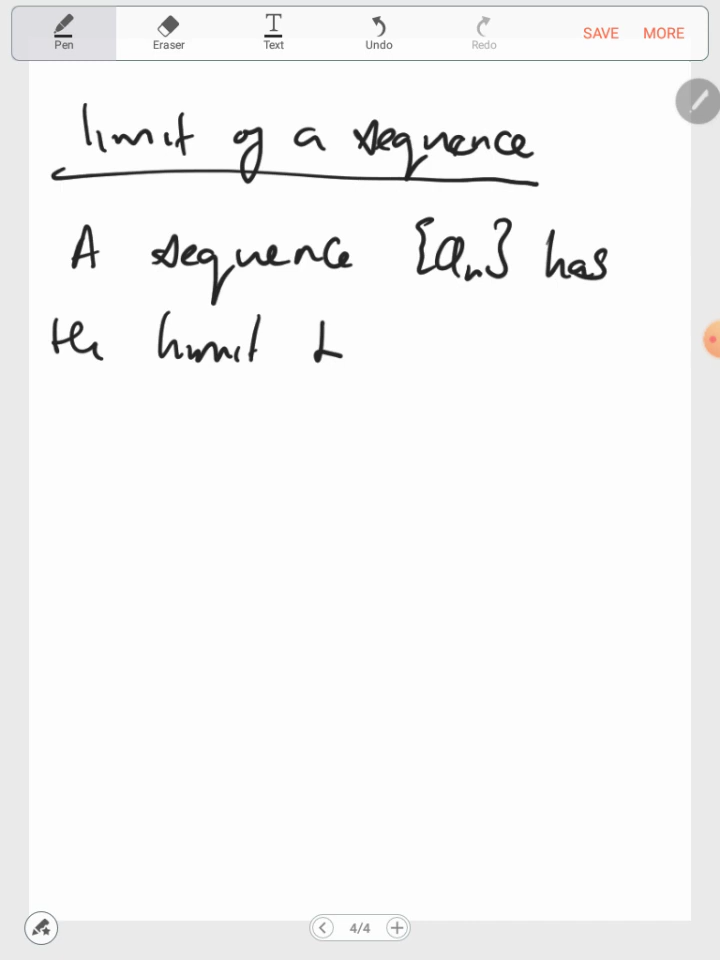 Pen Eraser Text Undo Redo SAVE MORE
limit of a sequence
A sequence {an} has
the limit L
4/4